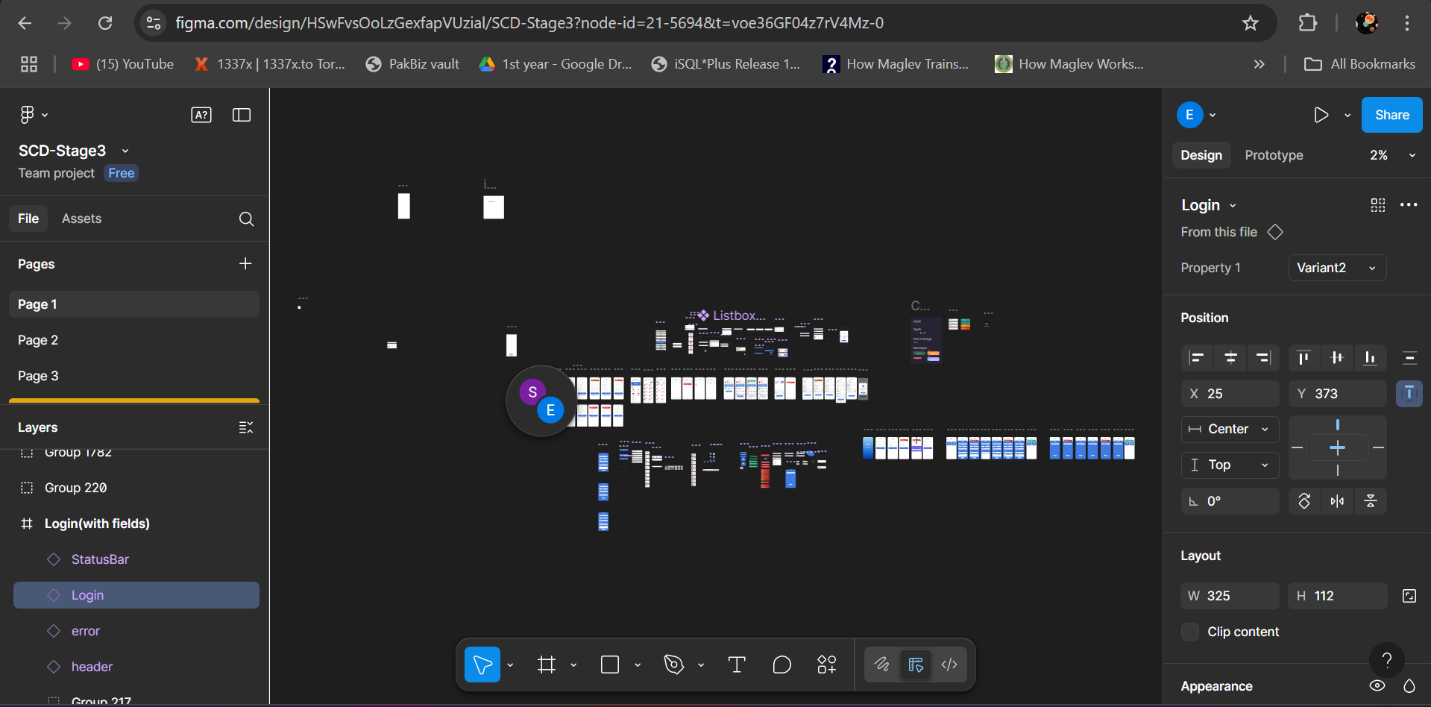 figma.com/design/HSwFvsOoLzGexfapVUzial/SCD-Stage3?node-id=21-5694&t=voe36GF04z7rV4Mz-0
(15) YouTube
1337x | 1337x.to Tor...
PakBiz vault
1st year - Google Dr...
iSQL*Plus Release 1...
How Maglev Trains...
How Maglev Works...
All Bookmarks
A?
E
Share
SCD-Stage3
Team project Free
Design Prototype 2%
File Assets
Login
From this file
Pages
Property 1 Variant2
Page 1
Page 2
Page 3
Position
X 25 Y 373
Layers
Center
Group 1782
Top
Group 220
0°
Login(with fields)
StatusBar
Layout
Login
W 325 H 112
error
Clip content
header
Appearance
Group 217
i...
Listbox...
C...
S
E
T
?